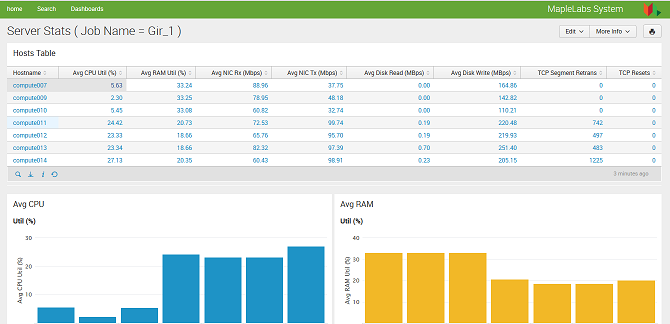 home Search Dashboards MapleLabs System
Server Stats ( Job Name = Gir_1 ) Edit More Info
Hosts Table
Hostname Avg CPU Util (%) Avg RAM Util (%) Avg NIC Rx (Mbps) Avg NIC Tx (Mbps) Avg Disk Read (Mbps) Avg Disk Write (Mbps) TCP Segment Retrans TCP Resets
compute007 5.63 33.24 88.96 37.75 0.00 164.86 0 0
compute009 2.30 33.25 78.95 48.18 0.00 142.82 0 0
compute010 5.45 33.08 60.82 32.74 0.00 110.21 0 0
compute011 24.42 20.73 72.53 99.74 0.19 220.48 742 0
compute012 23.33 18.66 65.76 95.70 0.19 219.93 497 0
compute013 23.34 18.66 82.32 97.39 0.70 251.40 483 0
compute014 27.13 20.35 60.43 98.91 0.23 205.15 1225 0
3 minutes ago
Avg CPU
Util (%)
Avg CPU Util (%)
30
20
10
Avg RAM
Util (%)
Avg RAM Util (%)
40
30
20
10